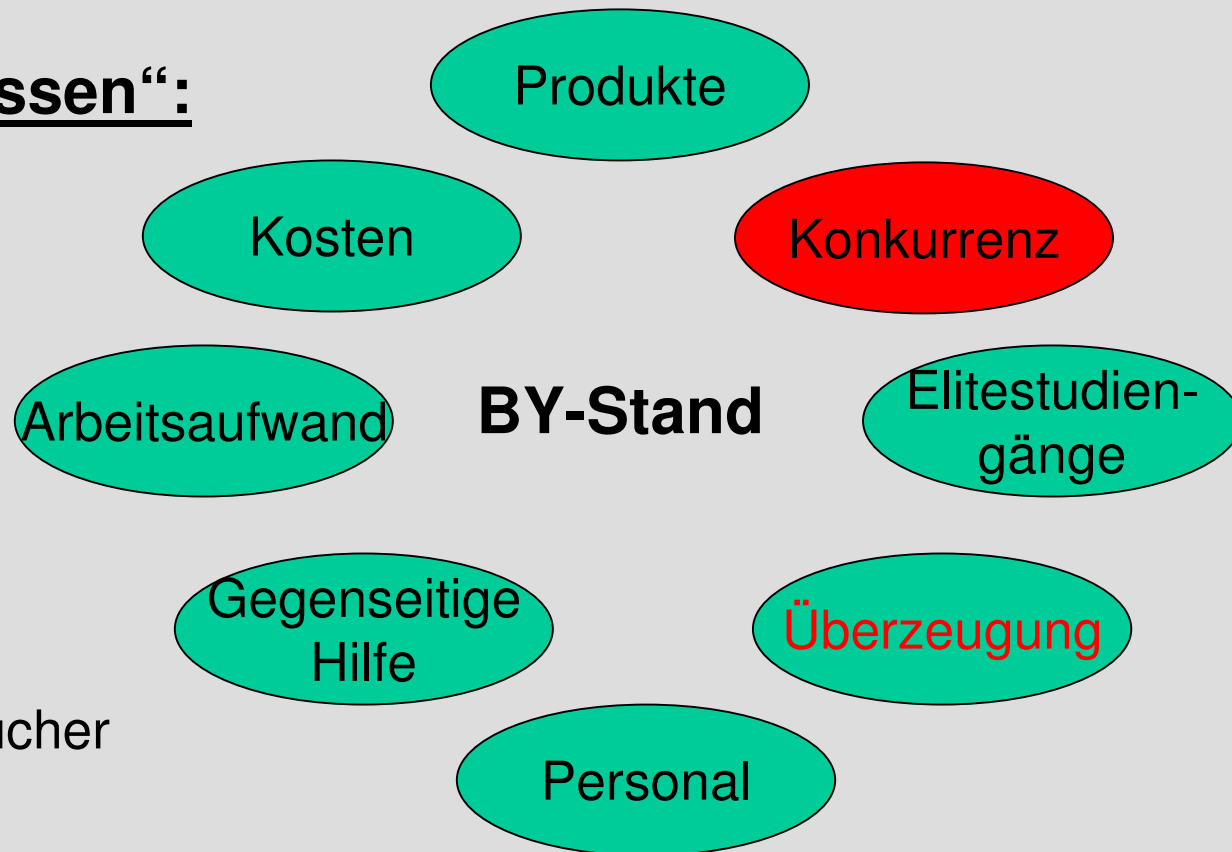 ssen“:
Produkte
Kosten
Konkurrenz
Arbeitsaufwand
BY-Stand
Elitestudien-
gänge
Gegenseitige
Hilfe
Überzeugung
ucher
Personal